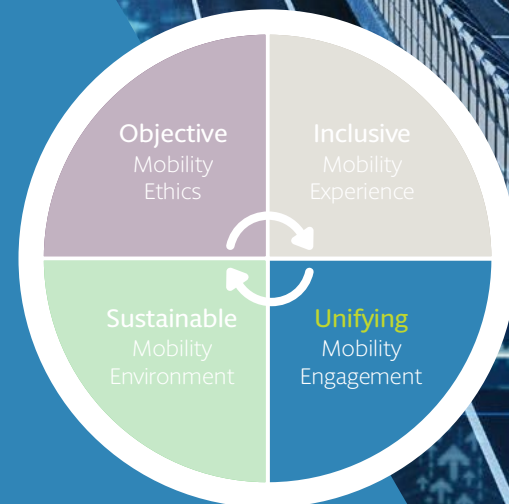 Objective
Mobility
Ethics
Inclusive
Mobility
Experience
Sustainable
Mobility
Environment
Unifying
Mobility
Engagement